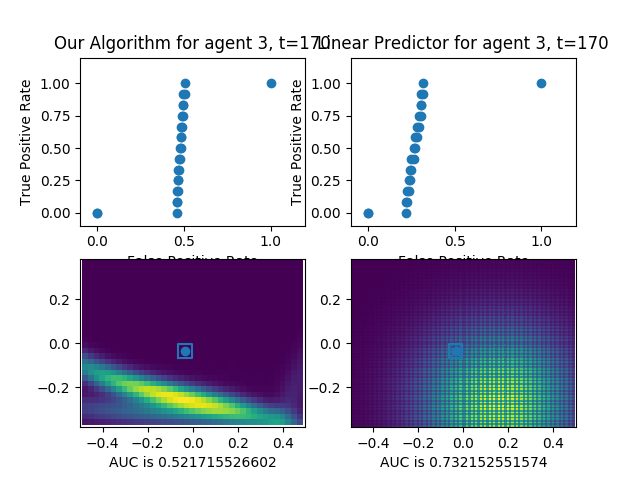 Our Algorithm for agent 3, t=170
Linear Predictor for agent 3, t=170
True Positive Rate
1.00
0.75
0.50
0.25
0.00
0.0 0.5 1.0
False Positive Rate
True Positive Rate
1.00
0.75
0.50
0.25
0.00
0.0 0.5 1.0
False Positive Rate
0.2
0.0
−0.2
−0.4 −0.2 0.0 0.2 0.4
AUC is 0.521715526602
0.2
0.0
−0.2
−0.4 −0.2 0.0 0.2 0.4
AUC is 0.732152551574